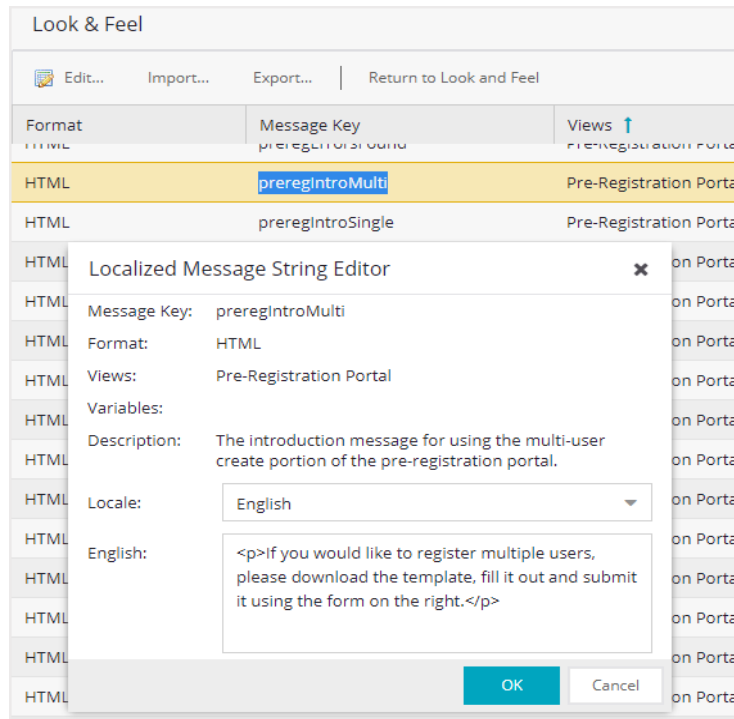 Look & Feel
Edit... Import... Export... Return to Look and Feel
Format Message Key Views
HTML preregErrorsFound Pre-Registration Porta
HTML preregIntroMulti Pre-Registration Porta
HTML preregIntroSingle Pre-Registration Porta
HTML on Porta
Localized Message String Editor
HTML on Porta
Message Key: preregIntroMulti
HTML on Porta
Format: HTML
HTML on Porta
Views: Pre-Registration Portal
Variables:
HTML on Porta
Description: The introduction message for using the multi-user
HTML on Porta
create portion of the pre-registration portal.
HTML on Porta
Locale: English
HTML on Porta
English: <p>If you would like to register multiple users,
HTML on Porta
please download the template, fill it out and submit
it using the form on the right.</p>
HTML on Porta
HTML on Porta
OK Cancel
HTML on Porta